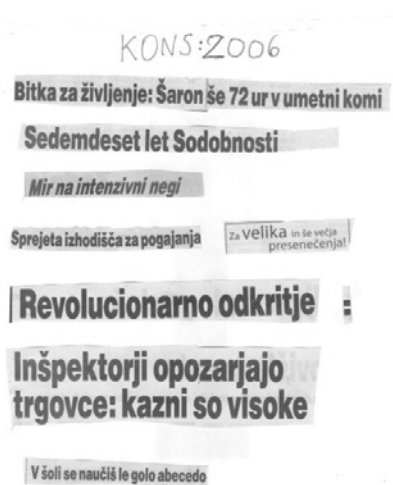 KONS:2006
Bitka za življenje: Šaron še 72 ur v umetni komi
Sedemdeset let Sodobnosti
Mir na intenzivni negi
Sprejeta izhodišča za pogajanja
Za velika in še večja
presenečenja!
Revolucionarno odkritje :
Inšpektorji opozarjajo
trgovce: kazni so visoke
V šoli se naučiš le golo abecedo